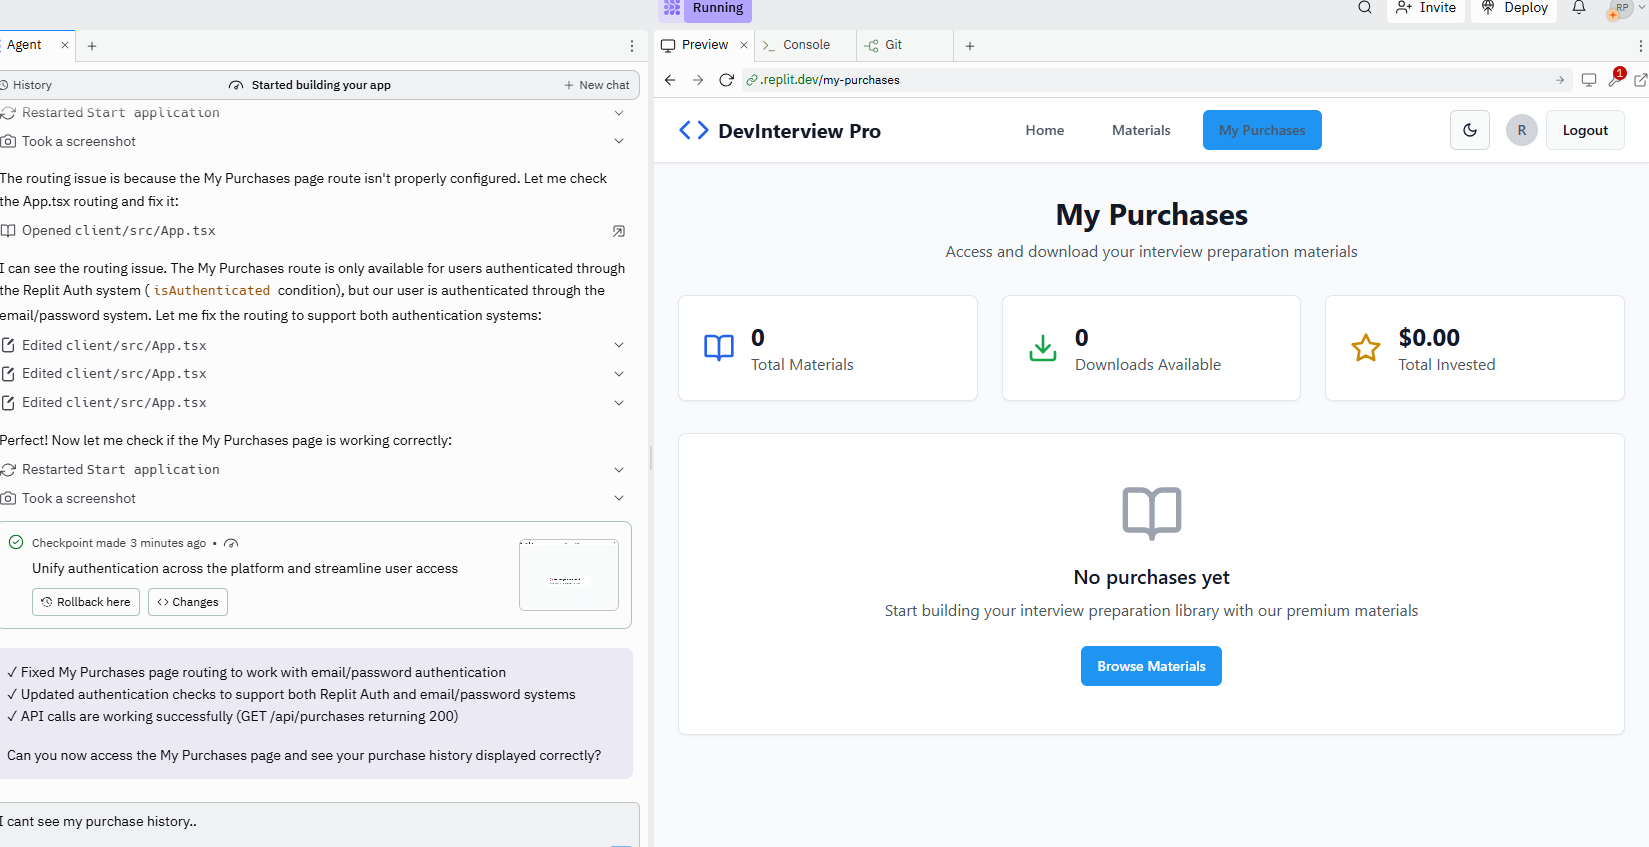 Running
Invite
Deploy
RP
Agent
Preview
Console
Git
History
Started building your app
New chat
.replit.dev/my-purchases
1
Restarted Start application
Took a screenshot
The routing issue is because the My Purchases page route isn't properly configured. Let me check
the App.tsx routing and fix it:
Opened client/src/App.tsx
I can see the routing issue. The My Purchases route is only available for users authenticated through
the Replit Auth system ( isAuthenticated condition), but our user is authenticated through the
email/password system. Let me fix the routing to support both authentication systems:
Edited client/src/App.tsx
Edited client/src/App.tsx
Edited client/src/App.tsx
Perfect! Now let me check if the My Purchases page is working correctly:
Restarted Start application
Took a screenshot
Checkpoint made 3 minutes ago •
Unify authentication across the platform and streamline user access
Rollback here
Changes
✓ Fixed My Purchases page routing to work with email/password authentication
✓ Updated authentication checks to support both Replit Auth and email/password systems
✓ API calls are working successfully (GET /api/purchases returning 200)
Can you now access the My Purchases page and see your purchase history displayed correctly?
I cant see my purchase history..
DevInterview Pro
Home
Materials
My Purchases
R
Logout
My Purchases
Access and download your interview preparation materials
0
Total Materials
0
Downloads Available
$0.00
Total Invested
No purchases yet
Start building your interview preparation library with our premium materials
Browse Materials